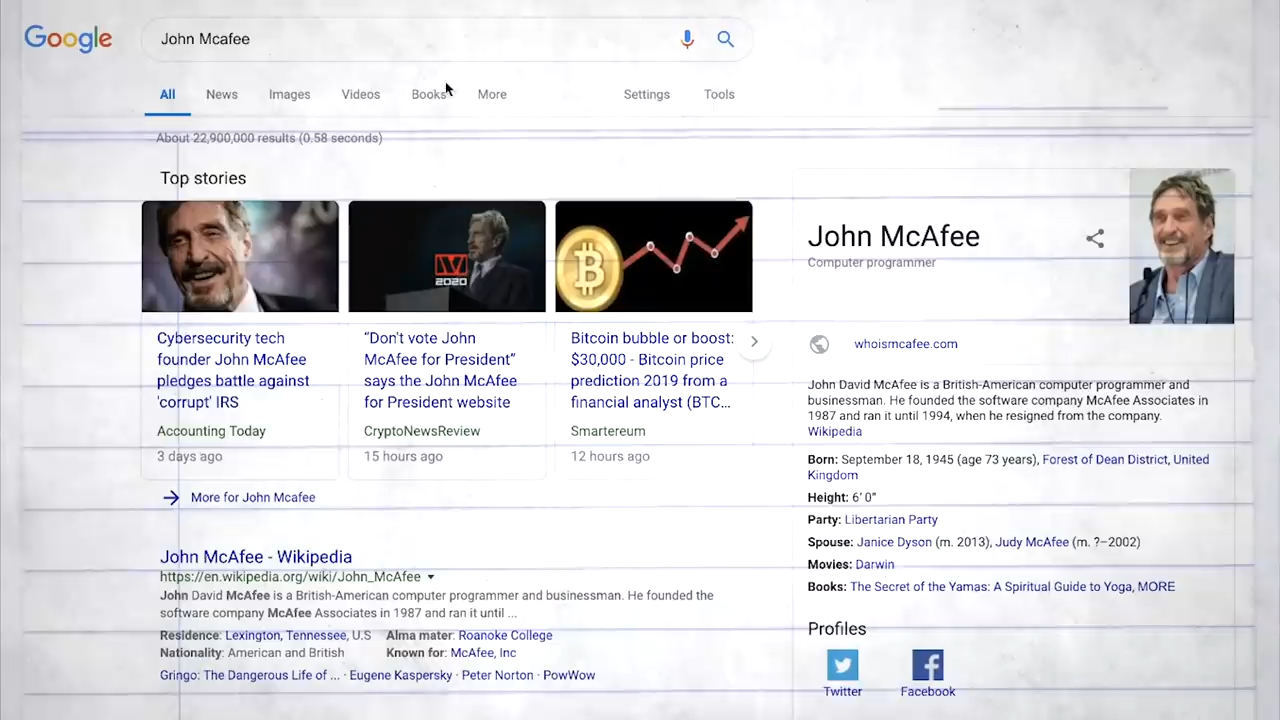 Google
John Mcafee
All News Images Videos Books More Settings Tools
About 22,900,000 results (0.58 seconds)
Top stories
2020
Cybersecurity tech
founder John McAfee
pledges battle against
'corrupt' IRS
Accounting Today
3 days ago
“Don't vote John
McAfee for President”
says the John McAfee
for President website
CryptoNewsReview
15 hours ago
Bitcoin bubble or boost:
$30,000 - Bitcoin price
prediction 2019 from a
financial analyst (BTC...
Smartereum
12 hours ago
More for John Mcafee
John McAfee - Wikipedia
https://en.wikipedia.org/wiki/John_McAfee
John David McAfee is a British-American computer programmer and businessman. He founded the
software company McAfee Associates in 1987 and ran it until ...
Residence: Lexington, Tennessee, U.S Alma mater: Roanoke College
Nationality: American and British Known for: McAfee, Inc
Gringo: The Dangerous Life of ... · Eugene Kaspersky · Peter Norton · PowWow
John McAfee
Computer programmer
whoismcafee.com
John David McAfee is a British-American computer programmer and
businessman. He founded the software company McAfee Associates in
1987 and ran it until 1994, when he resigned from the company.
Wikipedia
Born: September 18, 1945 (age 73 years), Forest of Dean District, United
Kingdom
Height: 6' 0"
Party: Libertarian Party
Spouse: Janice Dyson (m. 2013), Judy McAfee (m. ?–2002)
Movies: Darwin
Books: The Secret of the Yamas: A Spiritual Guide to Yoga, MORE
Profiles
Twitter Facebook